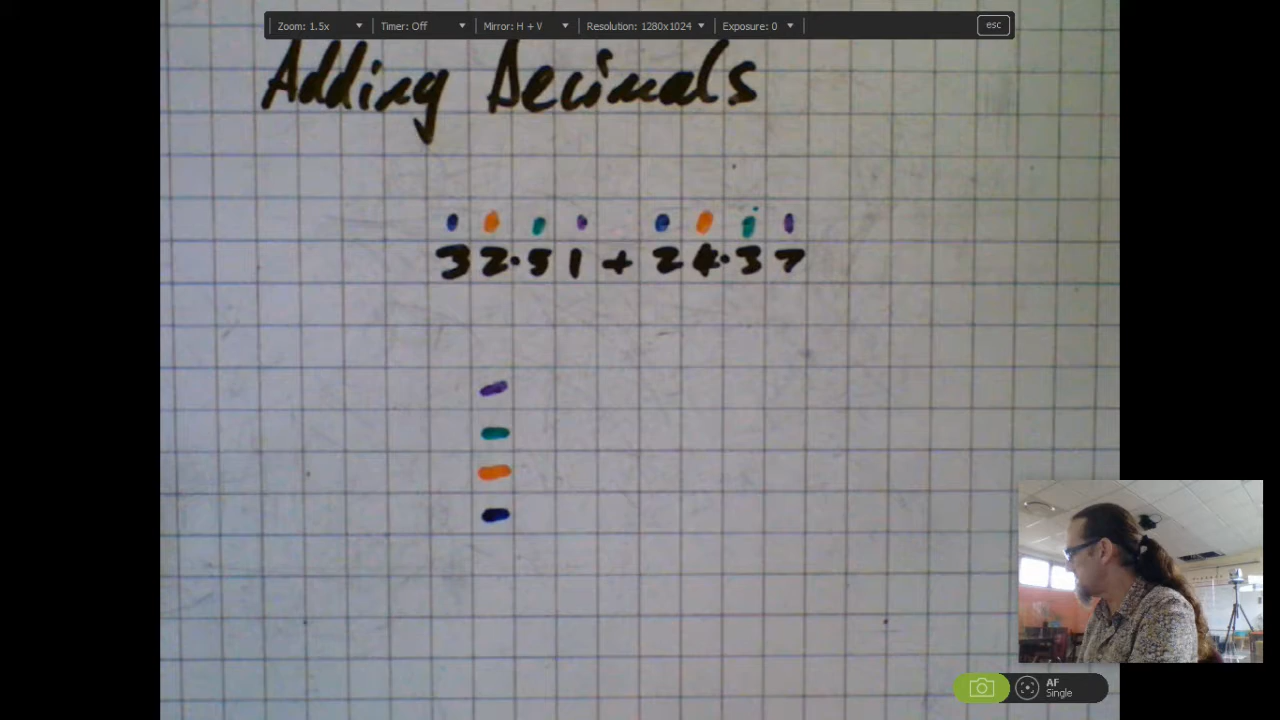 Zoom: 1.5x Timer: Off Mirror: H + V Resolution: 1280x1024 Exposure: 0 esc
Adding Decimals
32.51 + 24.37
AF
Single